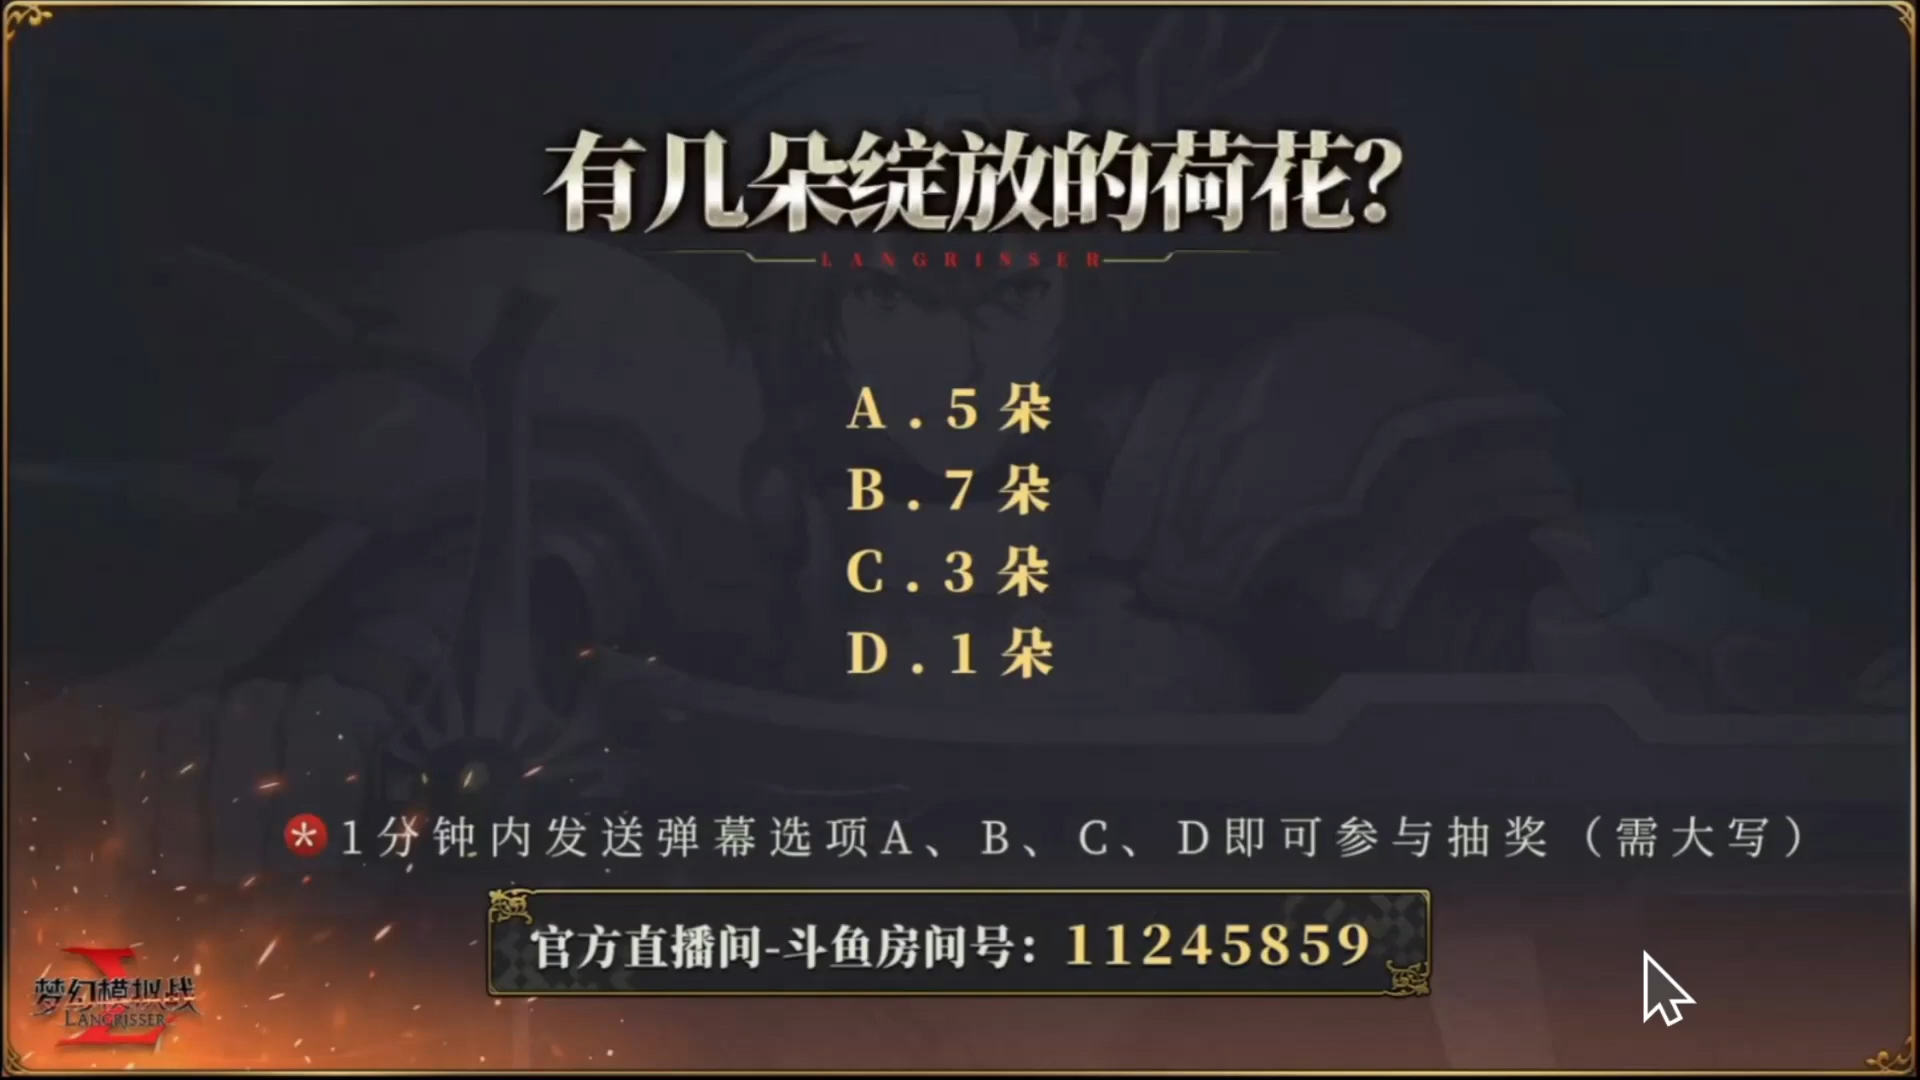 有几朵绽放的荷花?
LANGRISSER
A.5朵
B.7朵
C.3朵
D.1朵
*1分钟内发送弹幕选项A、B、C、D即可参与抽奖（需大写）
官方直播间-斗鱼房间号：11245859
梦幻模拟战
LANGRISSER